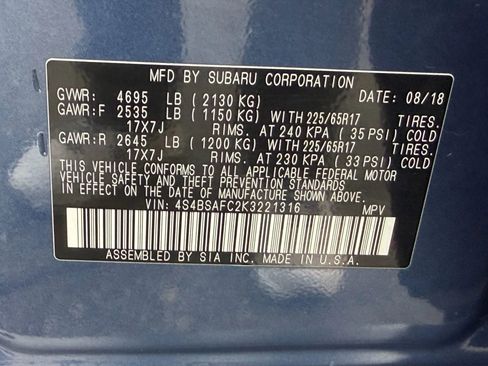 MFD BY SUBARU CORPORATION DATE: 08/18
GVWR: 4695 LB ( 2130 KG)
GAWR:F 2535 LB ( 1150 KG) WITH 225/65R17 TIRES.
17X7J RIMS. AT 240 KPA ( 35 PSI) COLD
GAWR:R 2645 LB ( 1200 KG) WITH 225/65R17 TIRES.
17X7J RIMS. AT 230 KPA ( 33 PSI) COLD
THIS VEHICLE CONFORMS TO ALL APPLICABLE FEDERAL MOTOR
VEHICLE SAFETY AND THEFT PREVENTION STANDARDS
IN EFFECT ON THE DATE OF MANUFACTURE SHOWN ABOVE.
VIN: 4S4BSAFC2K3221316 MPV
ASSEMBLED BY SIA INC. MADE IN U.S.A.